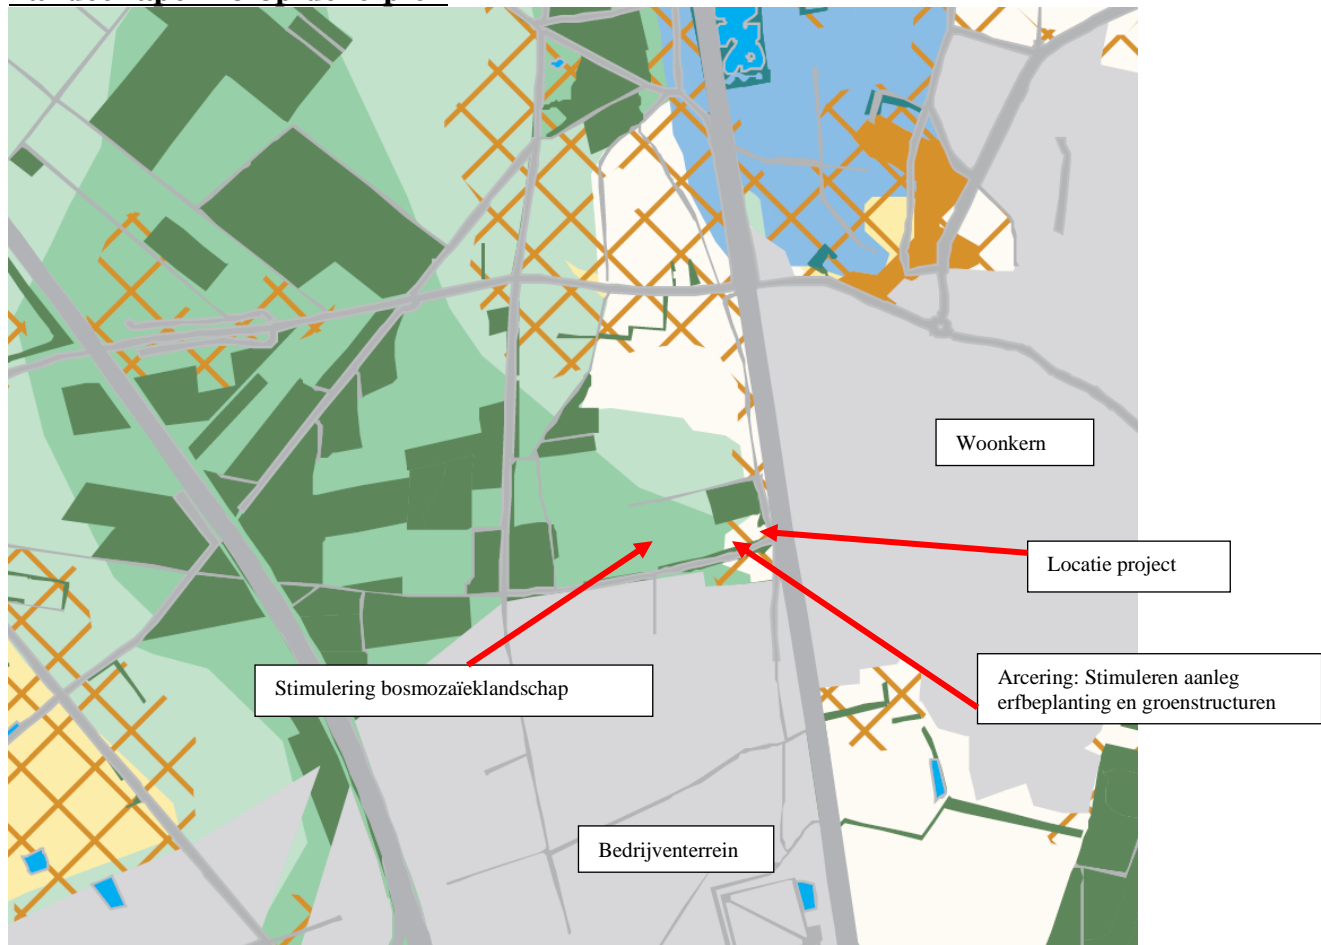 Woonkern
Locatie project
Stimulering bosmozaïeklandschap
Arcering: Stimuleren aanleg
erfbeplanting en groenstructuren
Bedrijventerrein